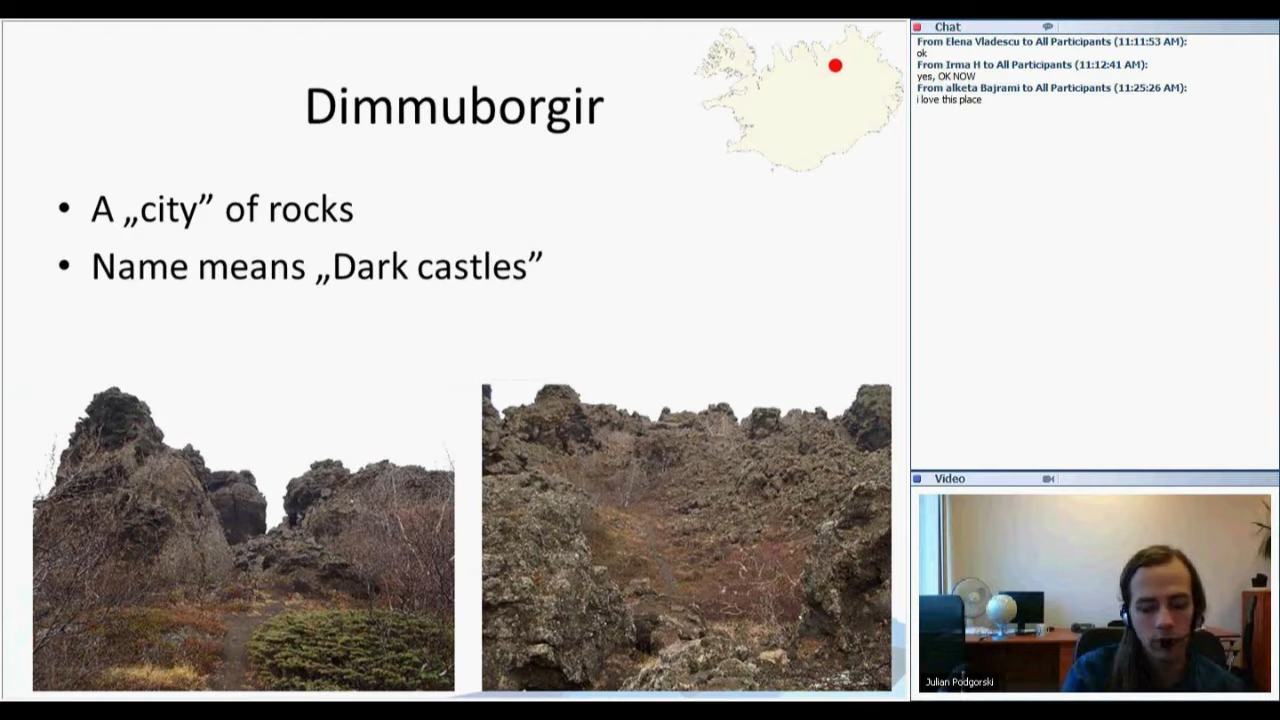 Dimmuborgir
• A „city” of rocks
• Name means „Dark castles”
Chat
From Elena Vladescu to All Participants (11:11:53 AM):
ok
From Irma H to All Participants (11:12:41 AM):
yes, OK NOW
From alketa Bajrami to All Participants (11:25:26 AM):
i love this place
Video
Julian Podgorski